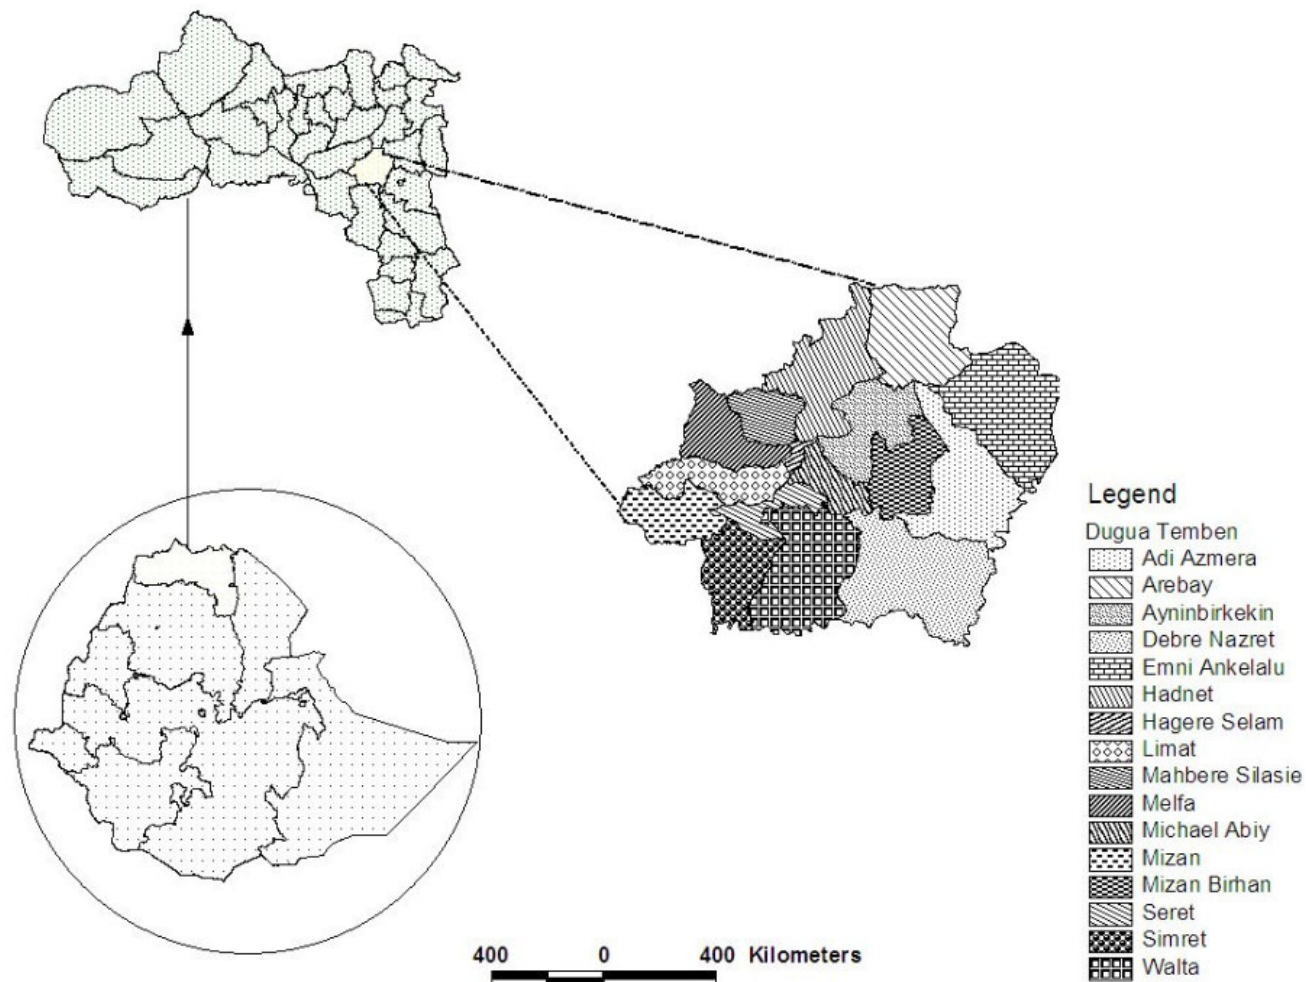 Legend
Dugua Temben
Adi Azmera
Arebay
Ayninbirkekin
Debre Nazret
Emni Ankelalu
Hadnet
Hagere Selam
Limat
Mahbere Silasie
Melfa
Michael Abiy
Mizan
Mizan Birhan
Seret
Simret
Walta
400 0 400 Kilometers